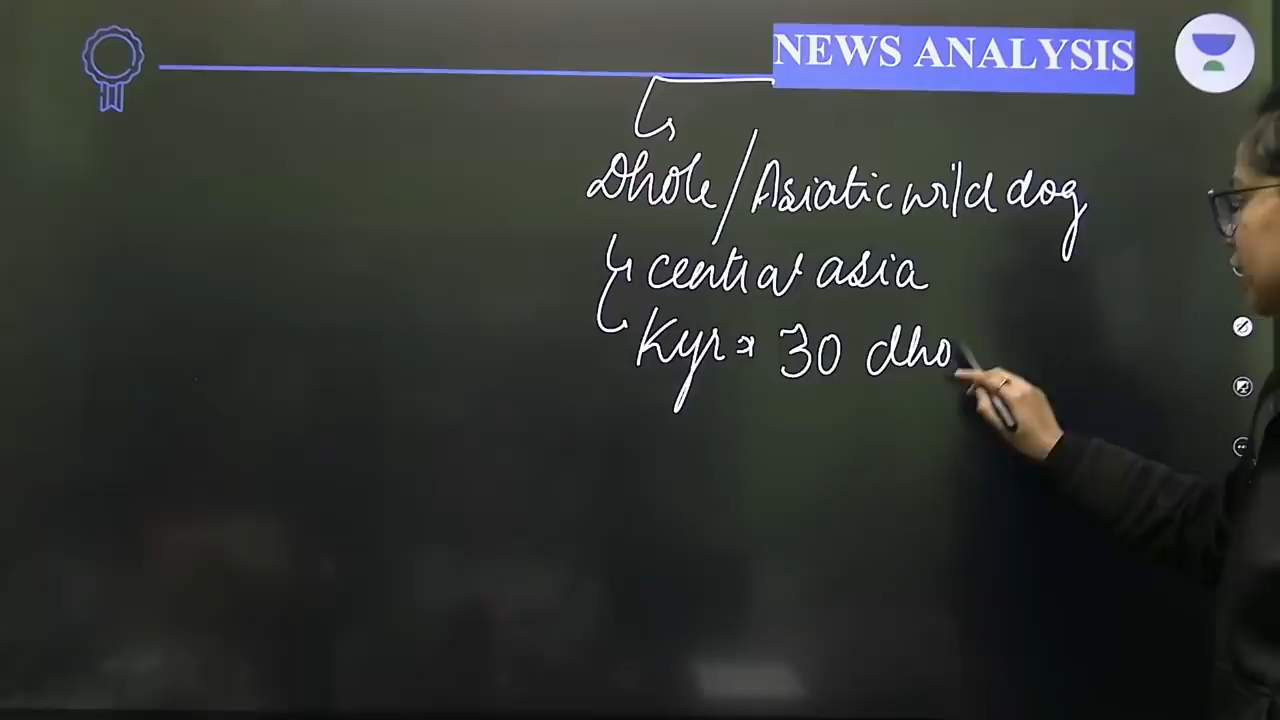 NEWS ANALYSIS
Dhole / Asiatic wild dog
central asia
Kyr* 30 dho